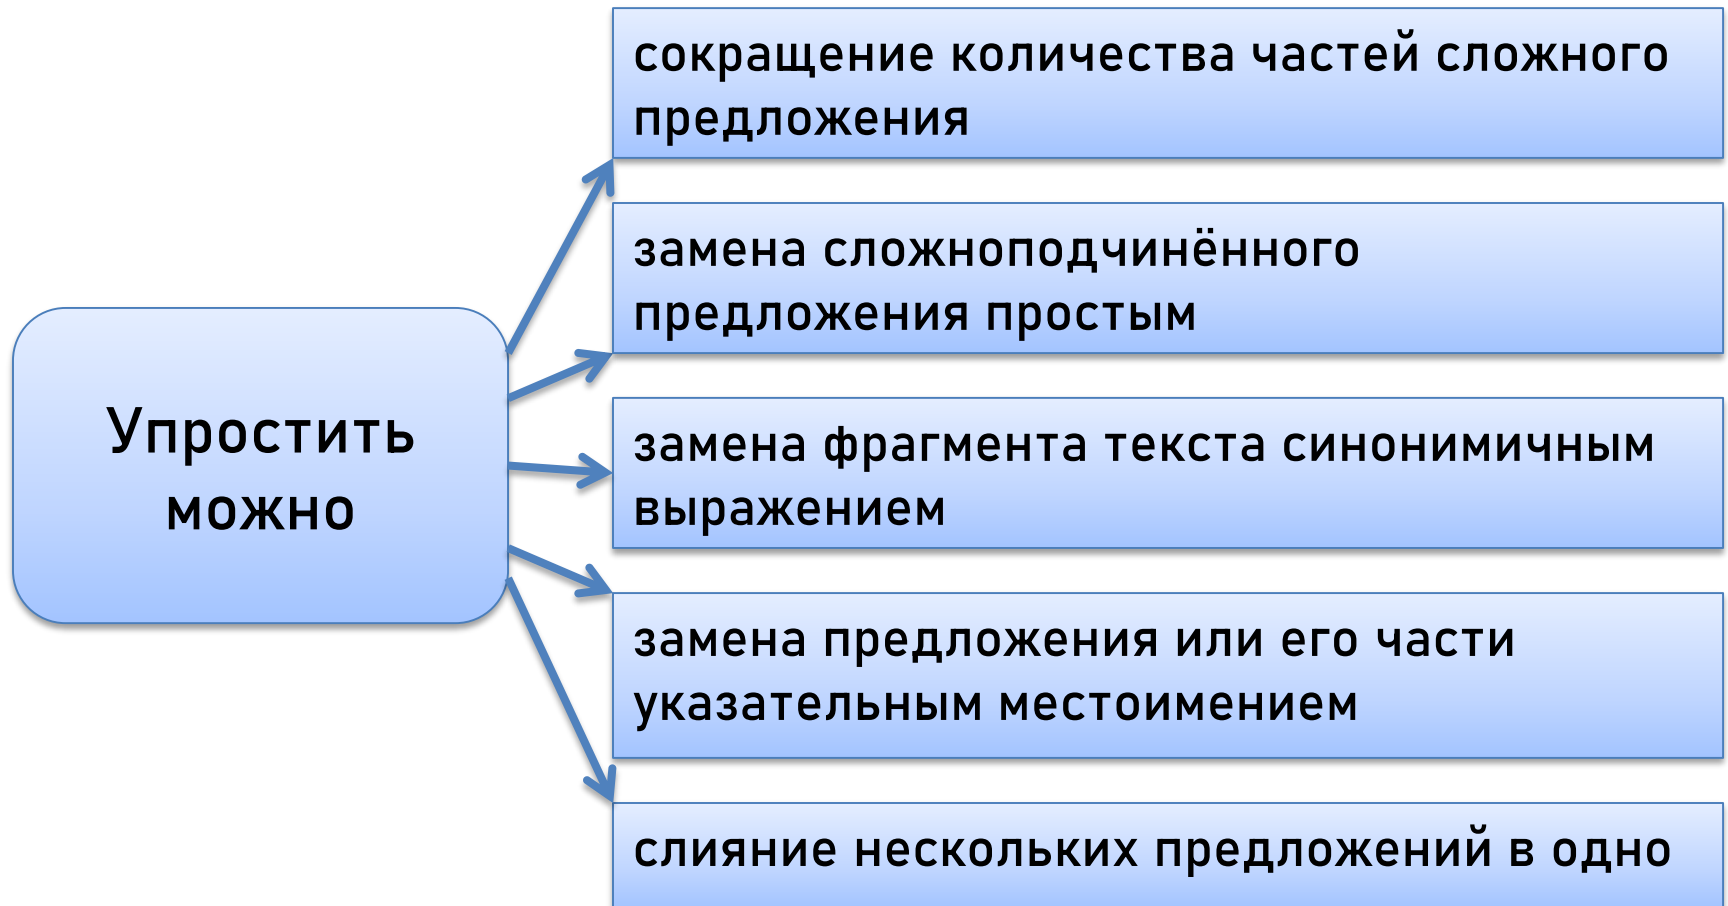 Упростить
можно
сокращение количества частей сложного
предложения
замена сложноподчинённого
предложения простым
замена фрагмента текста синонимичным
выражением
замена предложения или его части
указательным местоимением
слияние нескольких предложений в одно